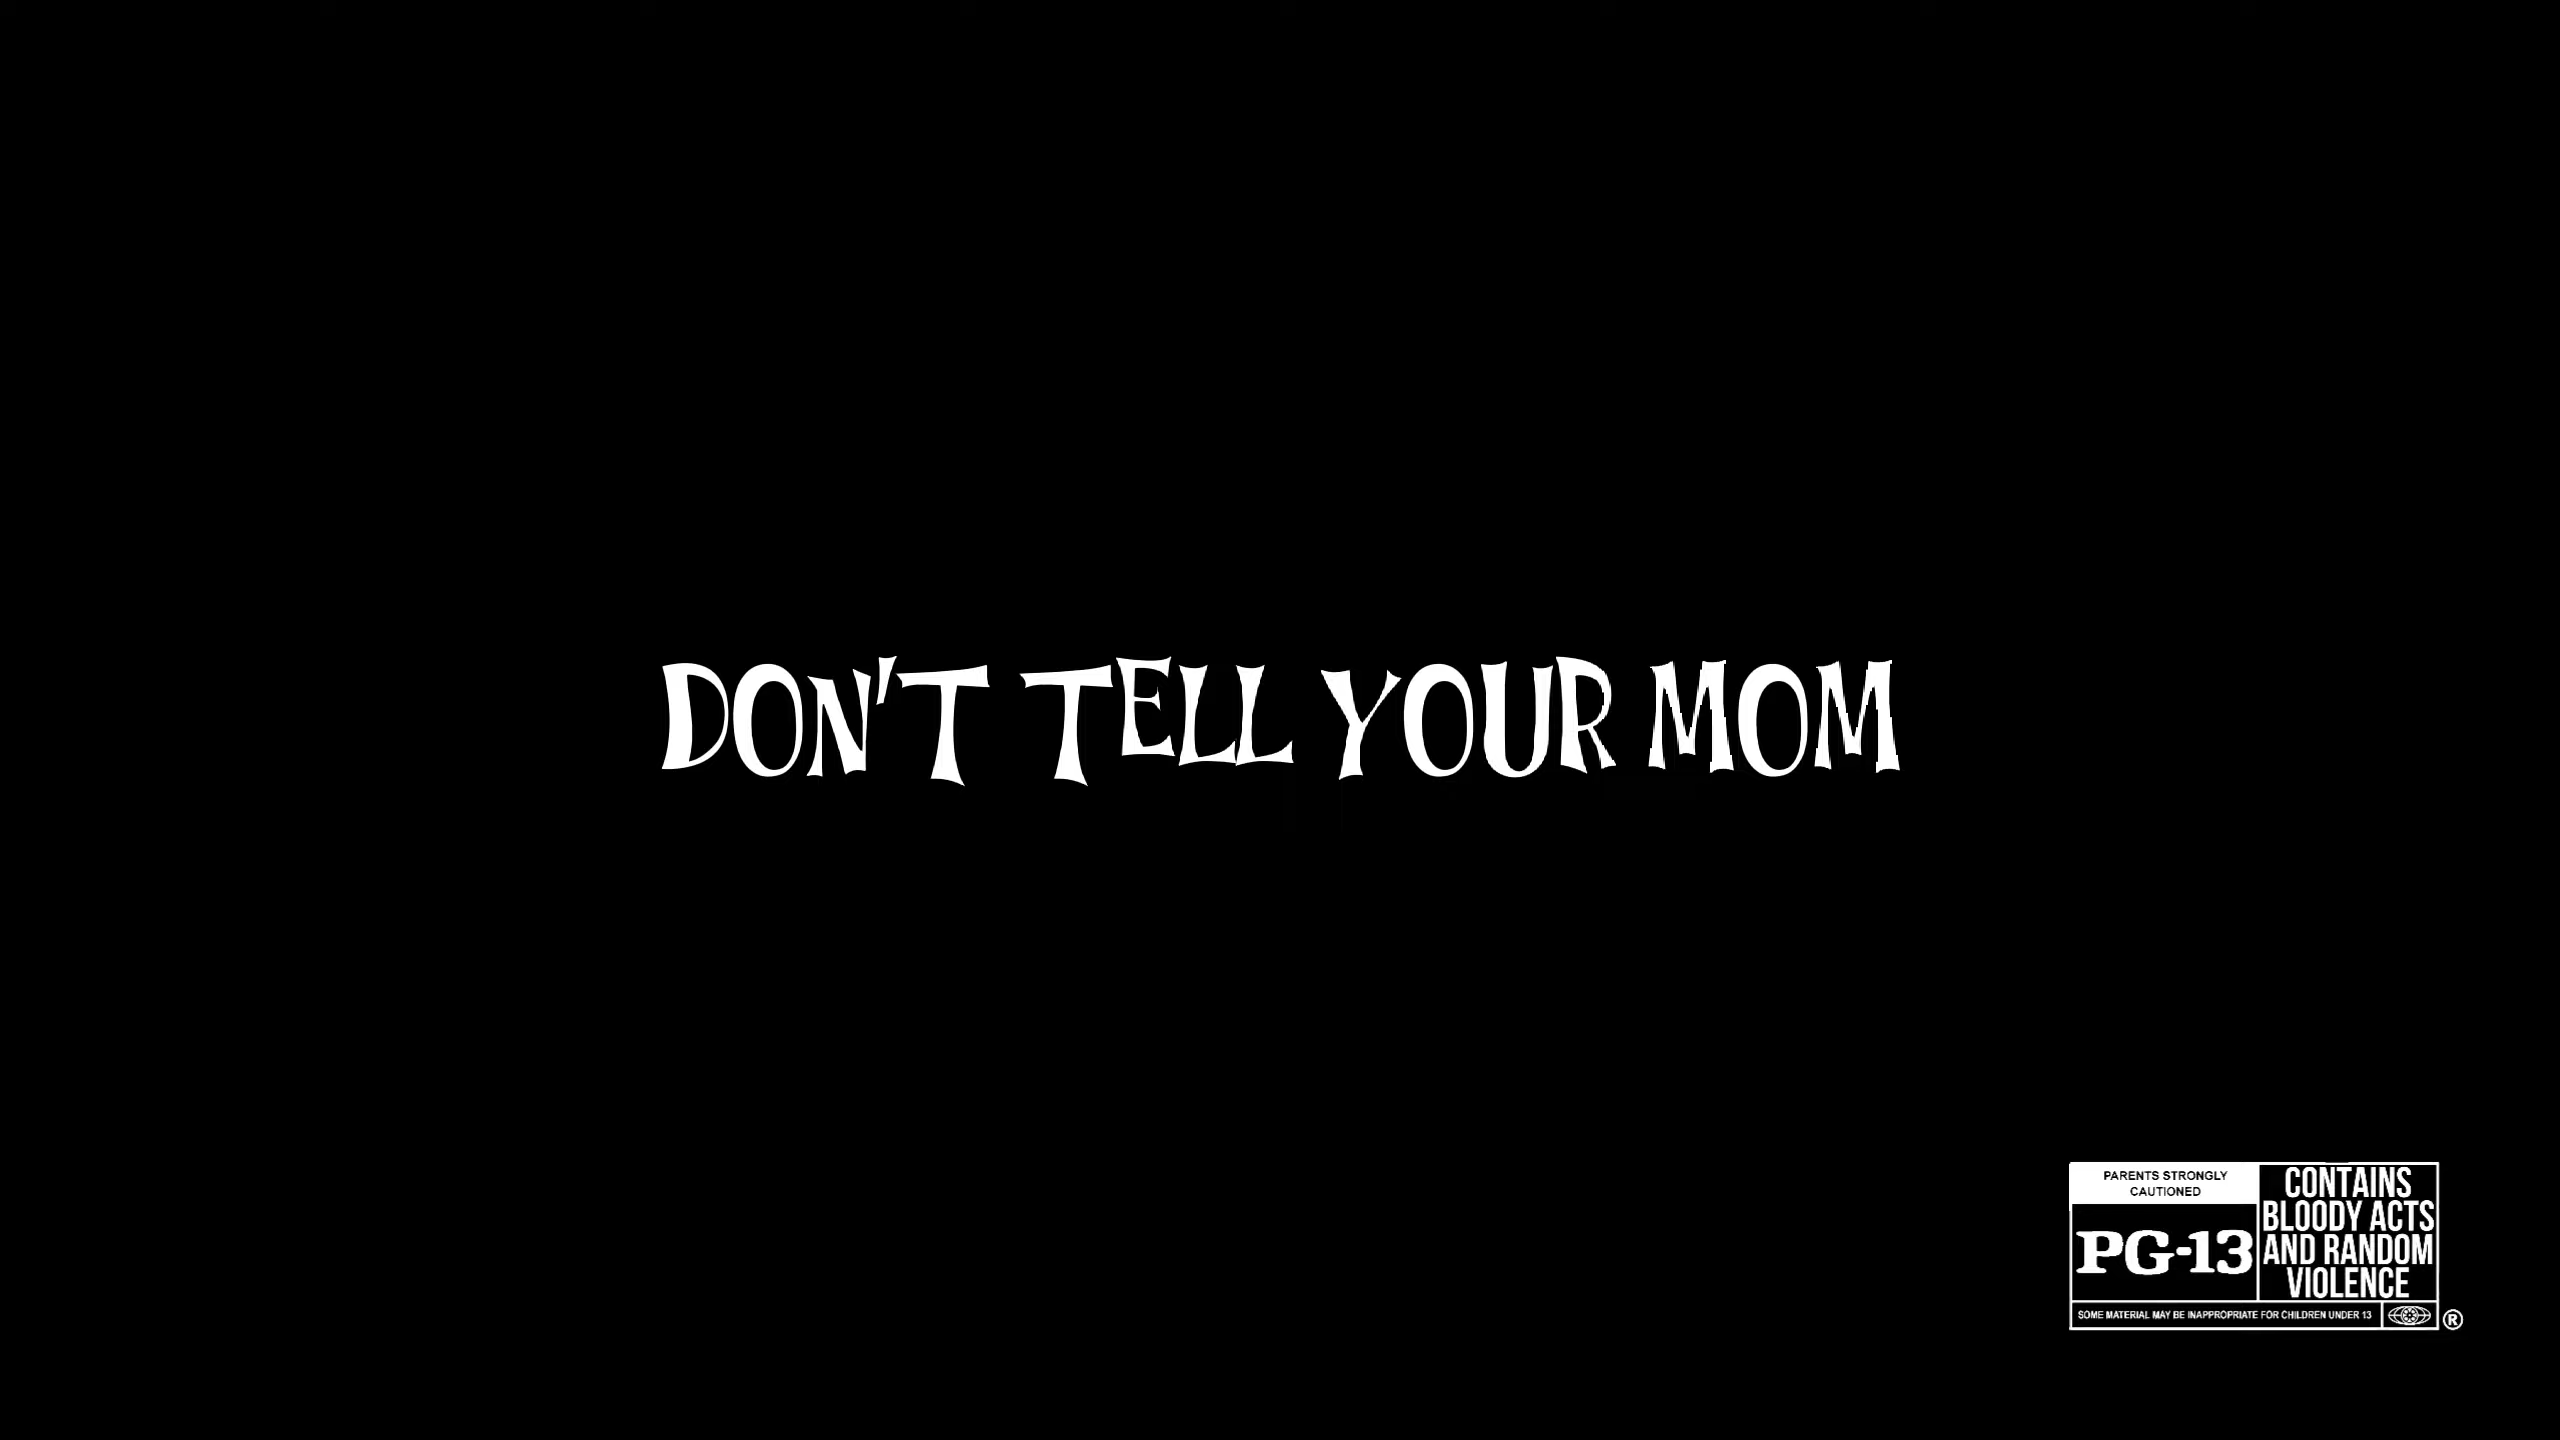 DON'T TELL YOUR MOM
PARENTS STRONGLY
CAUTIONED
PG-13
CONTAINS
BLOODY ACTS
AND RANDOM
VIOLENCE
SOME MATERIAL MAY BE INAPPROPRIATE FOR CHILDREN UNDER 13
®